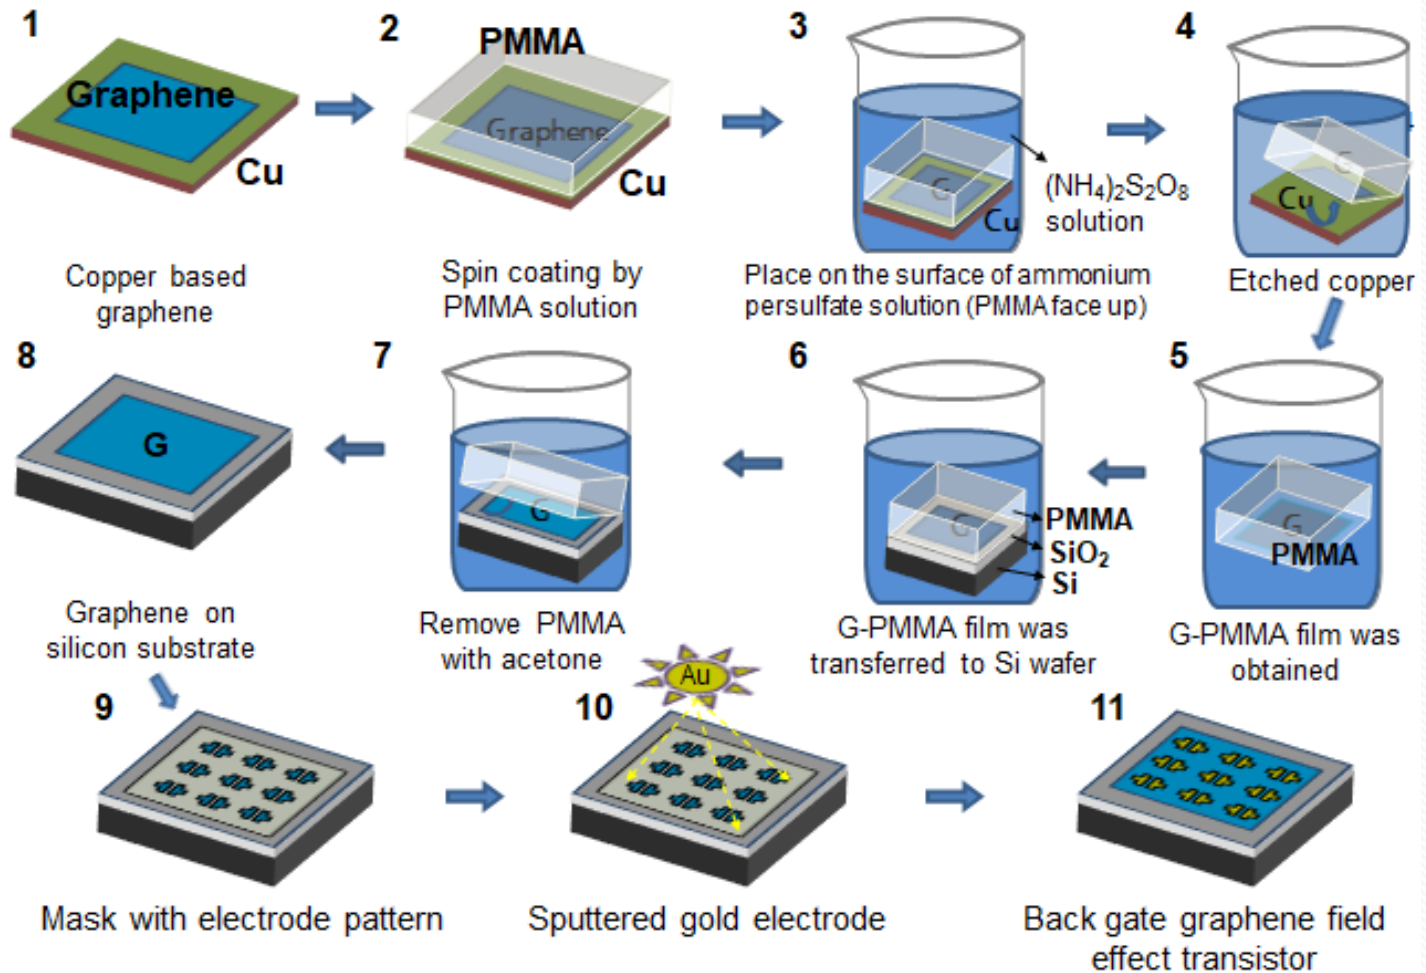 1
Graphene
Cu
Copper based
graphene
2
PMMA
Graphene
Cu
Spin coating by
PMMA solution
3
G
Cu
(NH4)2S2O₈
solution
Place on the surface of ammonium
persulfate solution (PMMA face up)
4
G
Cu
Etched copper
5
G
PMMA
G-PMMA film was
obtained
6
G
PMMA
SiO₂
Si
G-PMMA film was
transferred to Si wafer
7
G
Remove PMMA
with acetone
8
G
Graphene on
silicon substrate
9
Mask with electrode pattern
10
Au
Sputtered gold electrode
11
Back gate graphene field
effect transistor